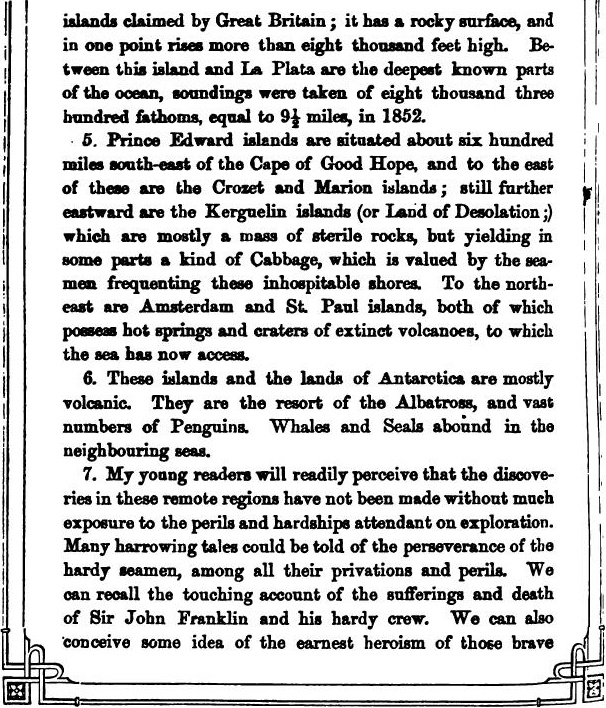 islands claimed by Great Britain; it has a rocky surface, and
in one point rises more than eight thousand feet high. Be-
tween this island and La Plata are the deepest known parts
of the ocean, soundings were taken of eight thousand three
hundred fathoms, equal to 9½ miles, in 1852.
5. Prince Edward islands are situated about six hundred
miles south-east of the Cape of Good Hope, and to the east
of these are the Crozet and Marion islands; still further
eastward are the Kerguelin islands (or Land of Desolation;)
which are mostly a mass of sterile rocks, but yielding in
some parts a kind of Cabbage, which is valued by the sea-
men frequenting these inhospitable shores. To the north-
east are Amsterdam and St. Paul islands, both of which
possess hot springs and craters of extinct volcanoes, to which
the sea has now access.
6. These islands and the lands of Antarctica are mostly
volcanic. They are the resort of the Albatross, and vast
numbers of Penguins. Whales and Seals abound in the
neighbouring seas.
7. My young readers will readily perceive that the discove-
ries in these remote regions have not been made without much
exposure to the perils and hardships attendant on exploration.
Many harrowing tales could be told of the perseverance of the
hardy seamen, among all their privations and perils. We
can recall the touching account of the sufferings and death
of Sir John Franklin and his hardy crew. We can also
conceive some idea of the earnest heroism of those brave